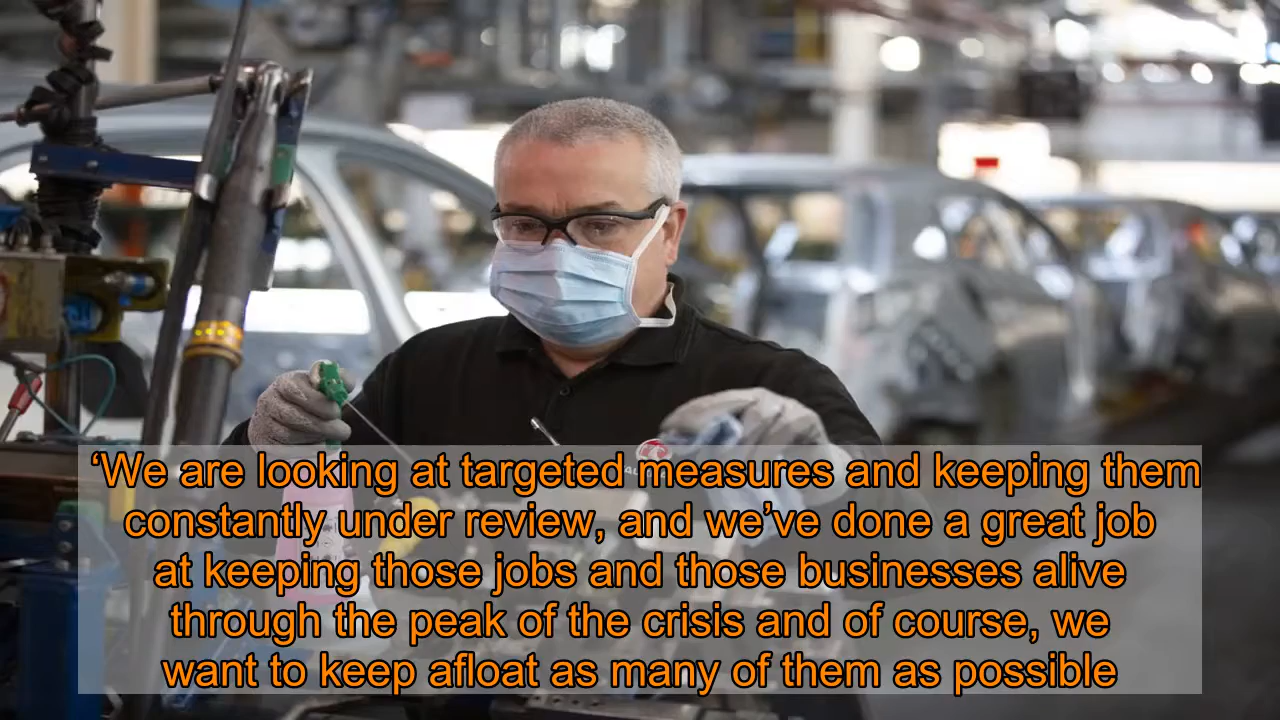 ‘We are looking at targeted measures and keeping them
constantly under review, and we’ve done a great job
at keeping those jobs and those businesses alive
through the peak of the crisis and of course, we
want to keep afloat as many of them as possible